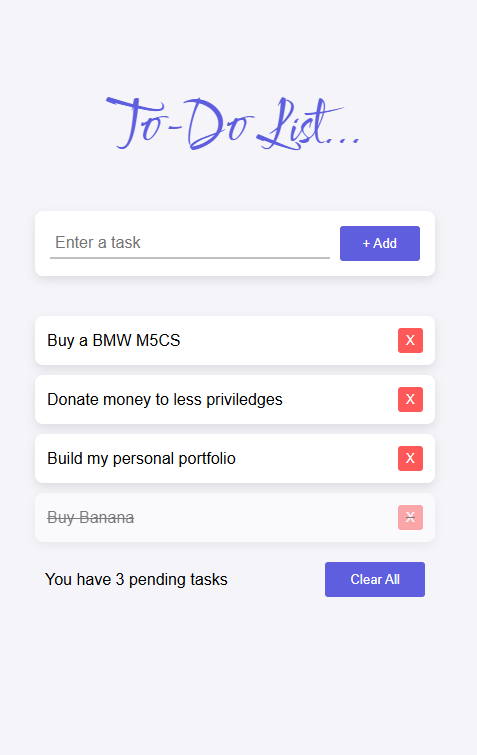 To-Do List...
Enter a task
+ Add
Buy a BMW M5CS
X
Donate money to less priviledges
X
Build my personal portfolio
X
Buy Banana
X
You have 3 pending tasks
Clear All